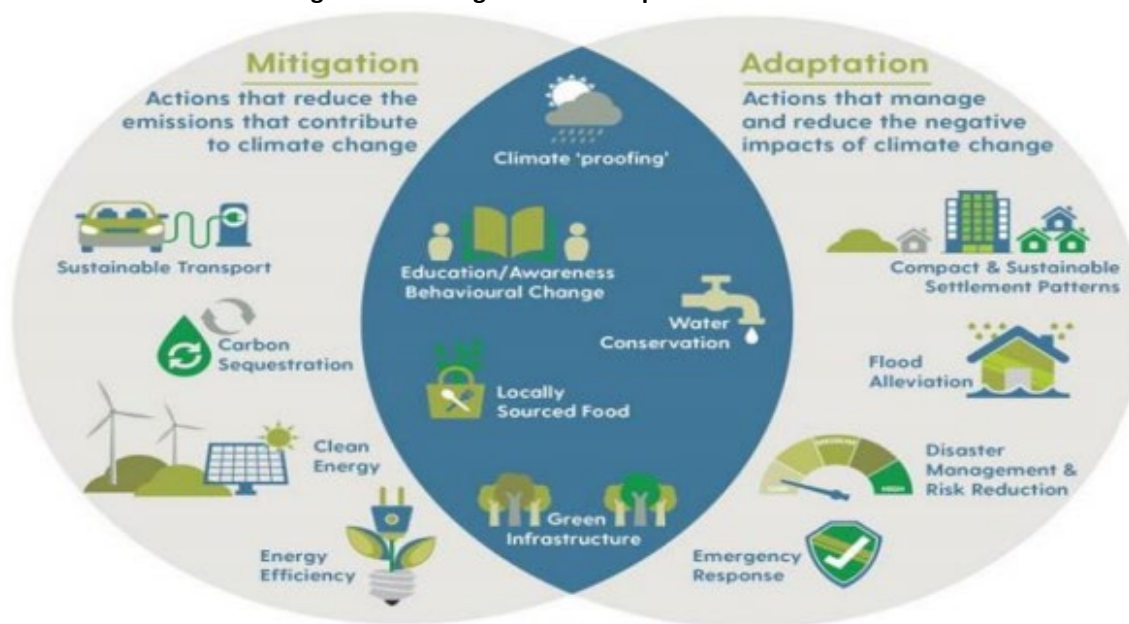 Mitigation
Actions that reduce the
emissions that contribute
to climate change
Sustainable Transport
Carbon
Sequestration
Clean
Energy
Energy
Efficiency
Climate 'proofing'
Education/Awareness
Behavioural Change
Water
Conservation
Locally
Sourced Food
Green
Infrastructure
Adaptation
Actions that manage
and reduce the negative
impacts of climate change
Compact & Sustainable
Settlement Patterns
Flood
Alleviation
MEDIUM
HIGH
Disaster
Management &
Risk Reduction
Emergency
Response